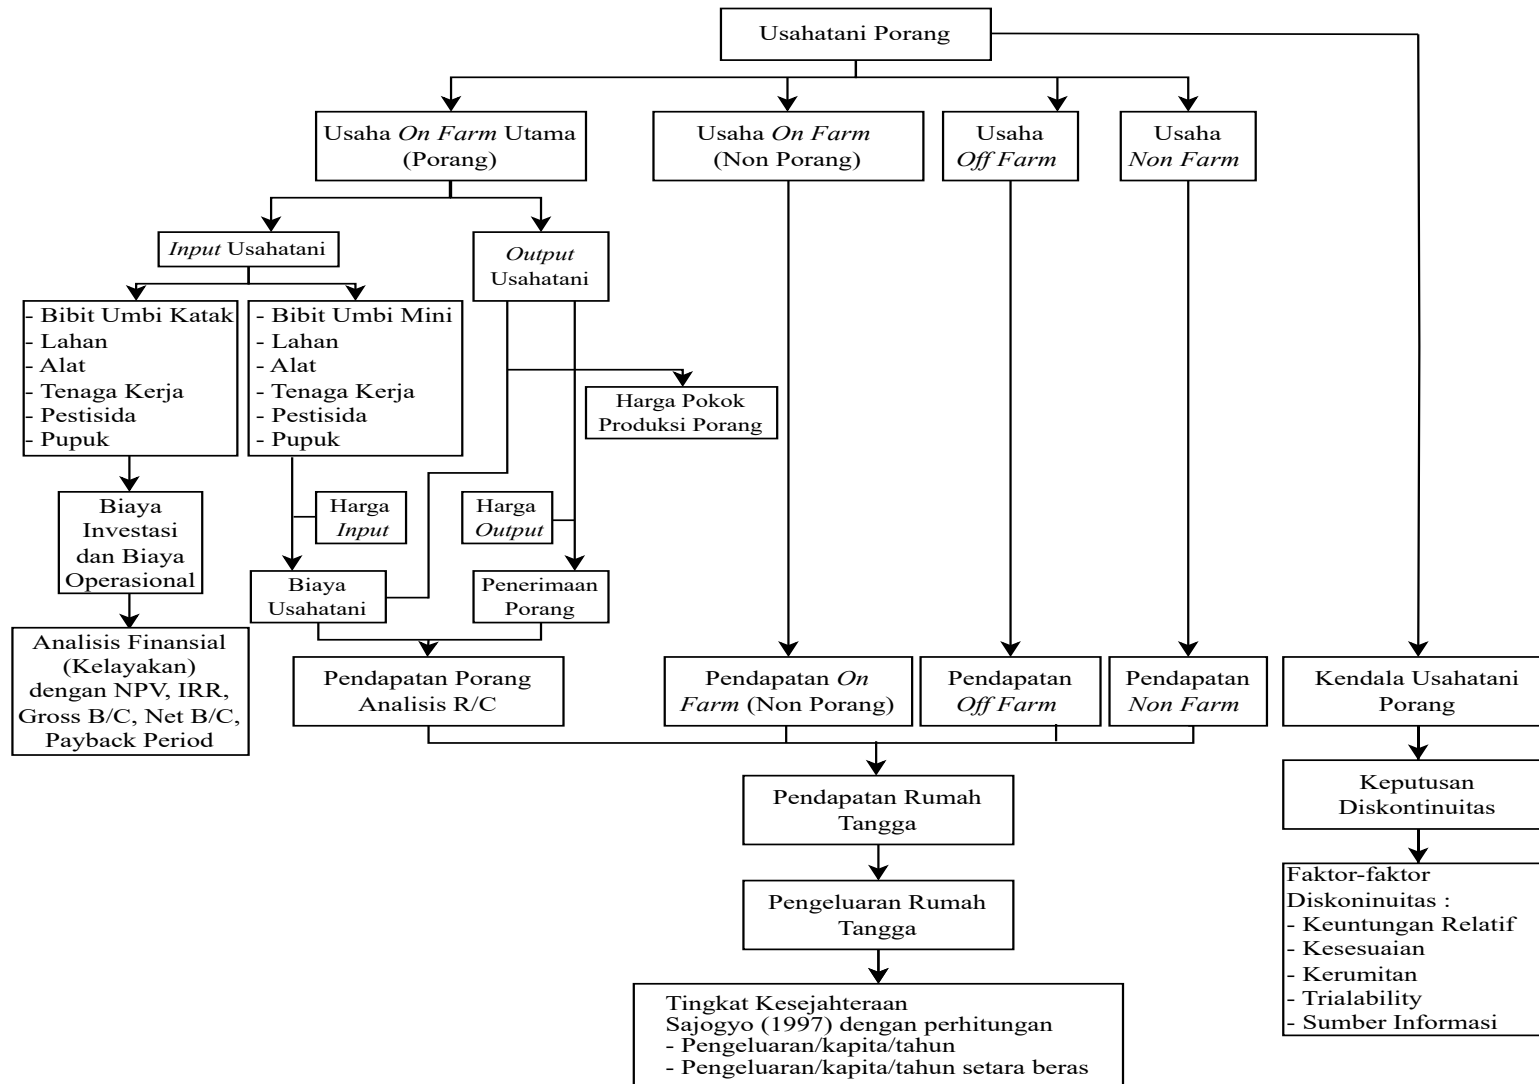 Usahatani Porang
Usaha On Farm Utama
(Porang)
Usaha On Farm
(Non Porang)
Usaha
Off Farm
Usaha
Non Farm
Input Usahatani
Output
Usahatani
- Bibit Umbi Katak
- Lahan
- Alat
- Tenaga Kerja
- Pestisida
- Pupuk
- Bibit Umbi Mini
- Lahan
- Alat
- Tenaga Kerja
- Pestisida
- Pupuk
Harga Pokok
Produksi Porang
Biaya
Investasi
dan Biaya
Operasional
Harga
Input
Harga
Output
Biaya
Usahatani
Penerimaan
Porang
Analisis Finansial
(Kelayakan)
dengan NPV, IRR,
Gross B/C, Net B/C,
Payback Period
Pendapatan Porang
Analisis R/C
Pendapatan On
Farm (Non Porang)
Pendapatan
Off Farm
Pendapatan
Non Farm
Kendala Usahatani
Porang
Pendapatan Rumah
Tangga
Keputusan
Diskontinuitas
Pengeluaran Rumah
Tangga
Faktor-faktor
Diskoninuitas :
- Keuntungan Relatif
- Kesesuaian
- Kerumitan
- Trialability
- Sumber Informasi
Tingkat Kesejahteraan
Sajogyo (1997) dengan perhitungan
- Pengeluaran/kapita/tahun
- Pengeluaran/kapita/tahun setara beras